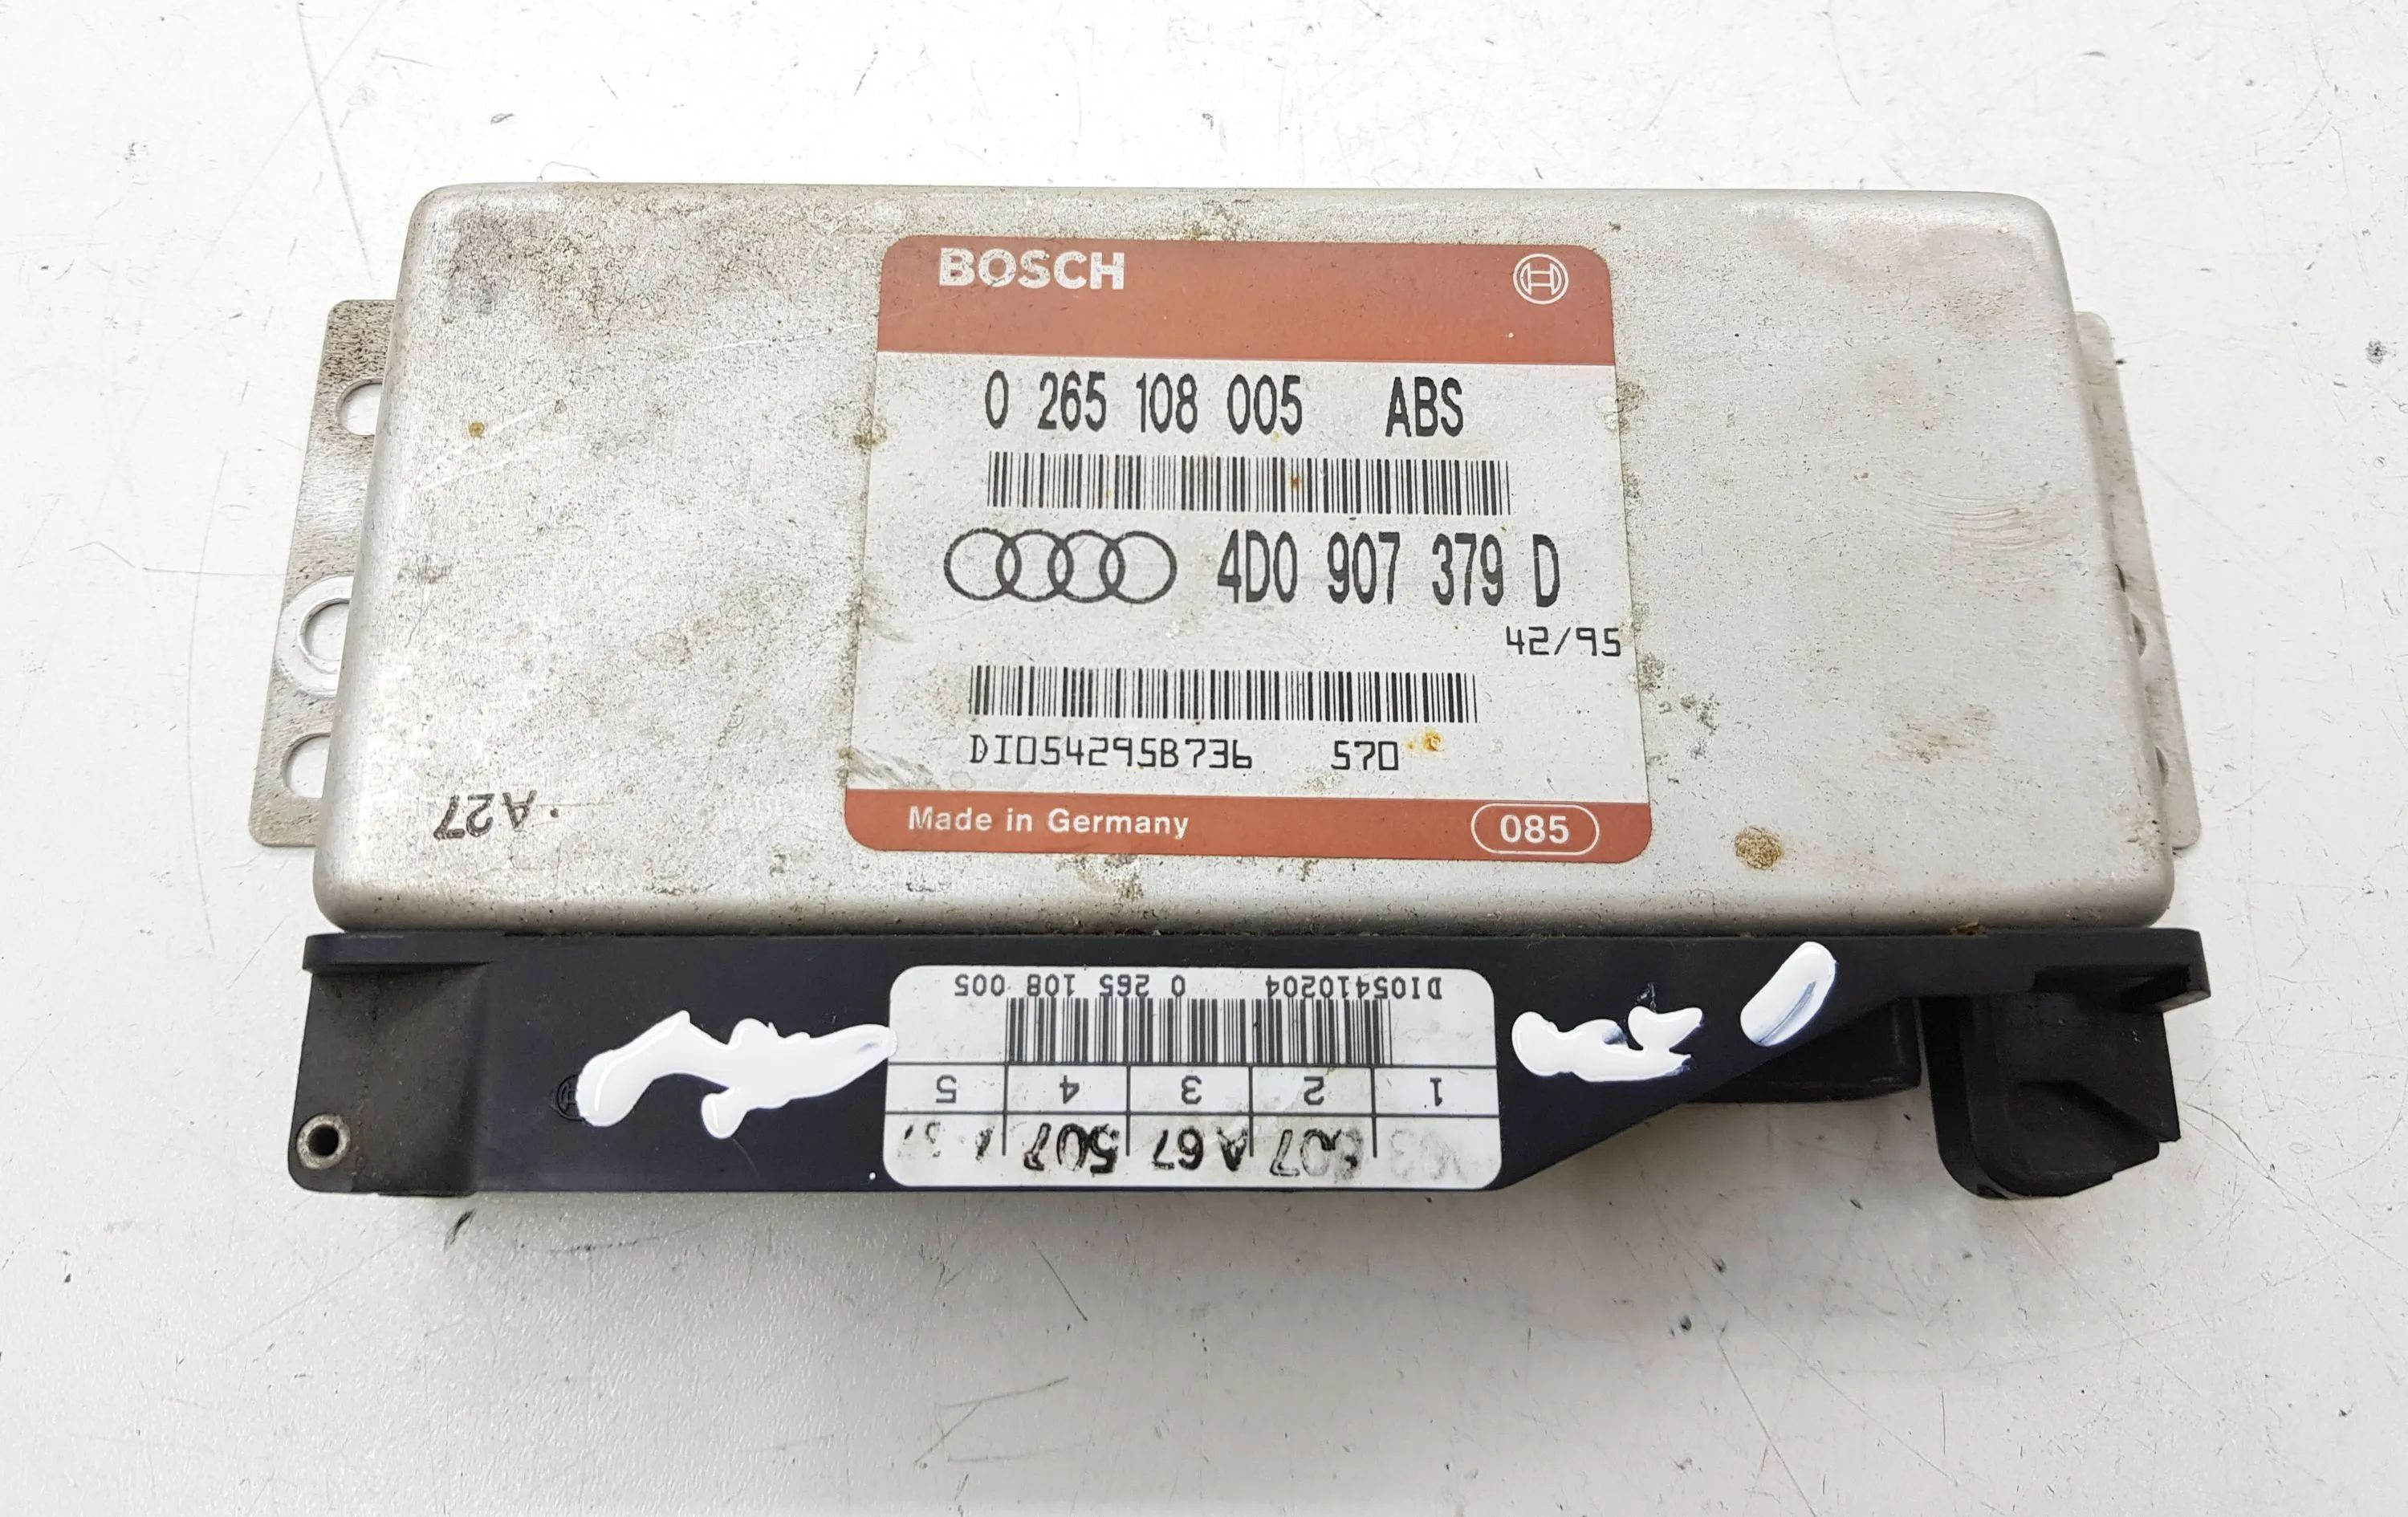 BOSCH
0 265 108 005 ABS
4D0 907 379 D
42/95
DI054295B736 570
Made in Germany 085
A27
DI05410204 0 265 108 005
1 2 3 4 5
A67 507